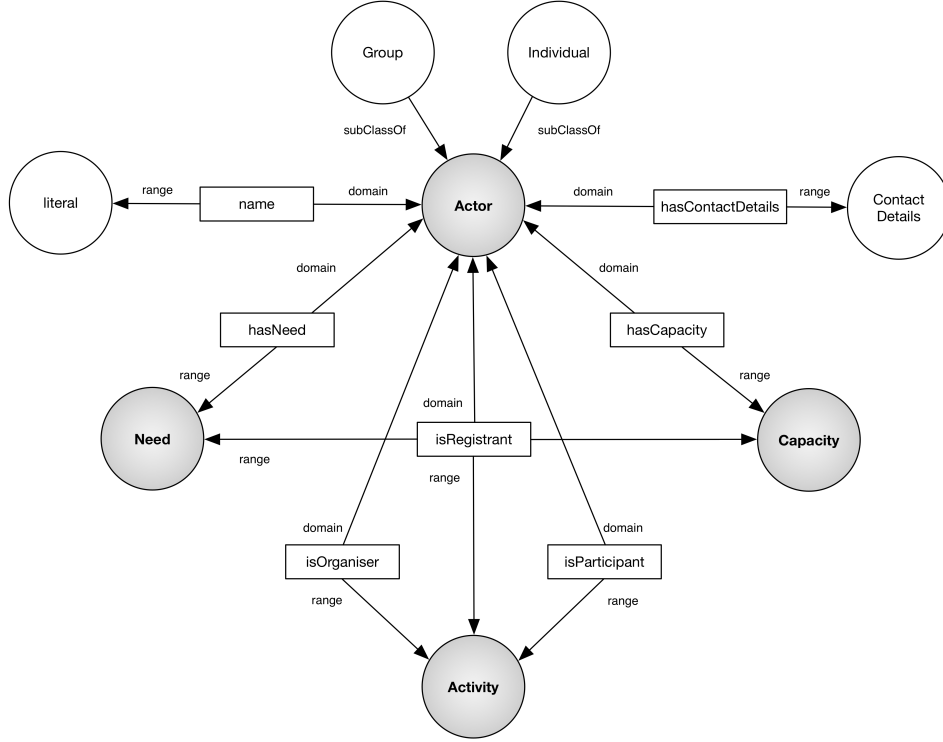 Group
Individual
subClassOf
subClassOf
literal
range
name
domain
Actor
domain
hasContactDetails
range
Contact
Details
domain
domain
hasNeed
hasCapacity
range
range
domain
Need
isRegistrant
Capacity
range
range
domain
domain
isOrganiser
isParticipant
range
range
Activity